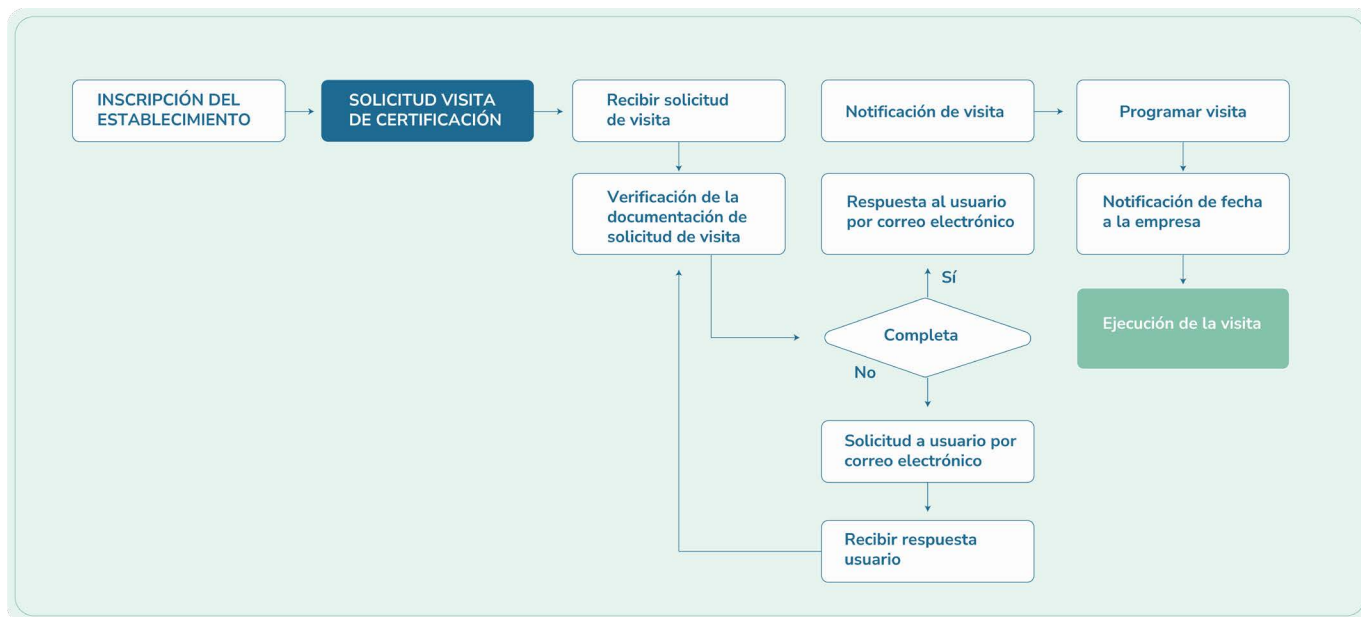 INSCRIPCIÓN DEL
ESTABLECIMIENTO
SOLICITUD VISITA
DE CERTIFICACIÓN
Recibir solicitud
de visita
Verificación de la
documentación de
solicitud de visita
Notificación de visita
Respuesta al usuario
por correo electrónico
Sí
Completa
No
Solicitud a usuario por
correo electrónico
Recibir respuesta
usuario
Programar visita
Notificación de fecha
a la empresa
Ejecución de la visita